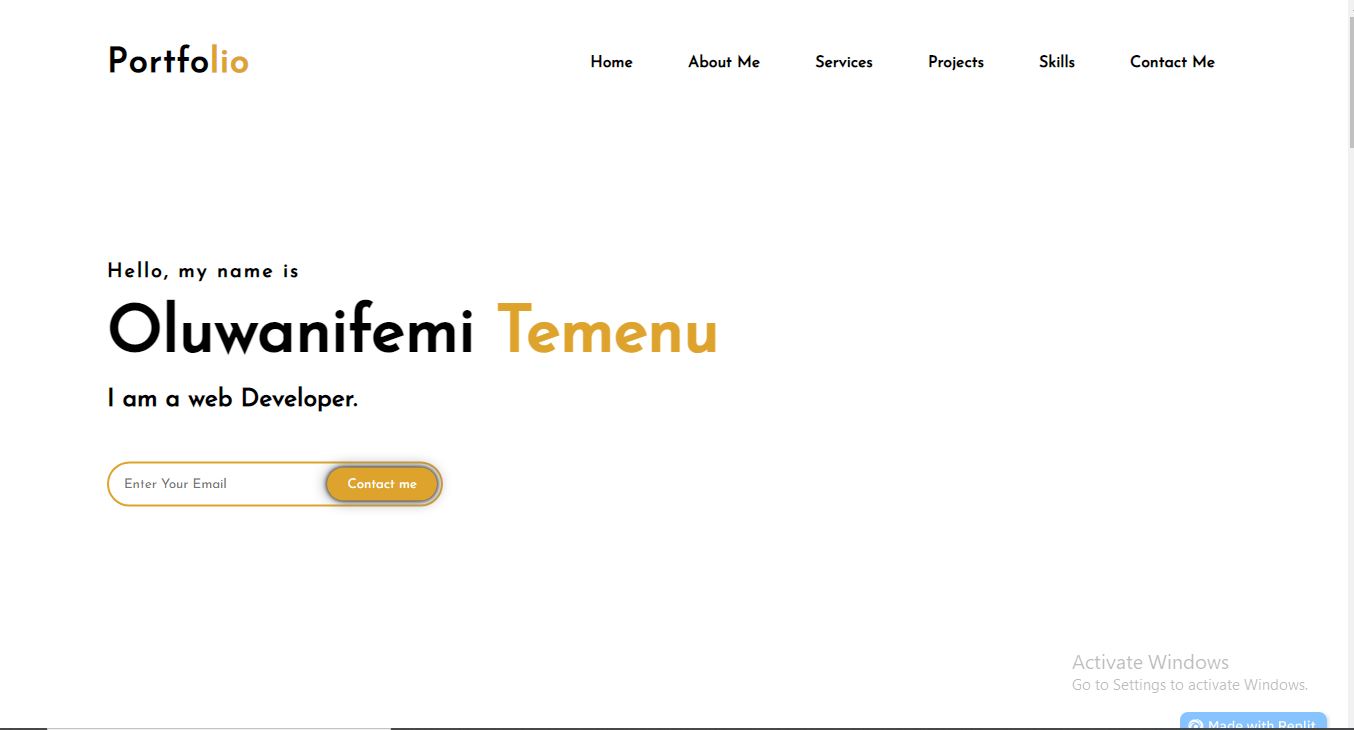 Portfolio
Home About Me Services Projects Skills Contact Me
Hello, my name is
Oluwanifemi Temenu
I am a web Developer.
Enter Your Email Contact me
Activate Windows
Go to Settings to activate Windows.
Made with Replit